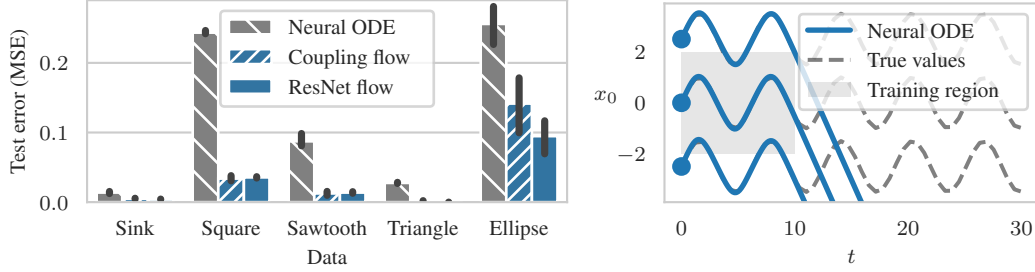 Test error (MSE)
0.2
0.1
0.0
Neural ODE
Coupling flow
ResNet flow
Sink Square Sawtooth Triangle Ellipse
Data
x₀
2
0
−2
Neural ODE
True values
Training region
0 10 20 30
t